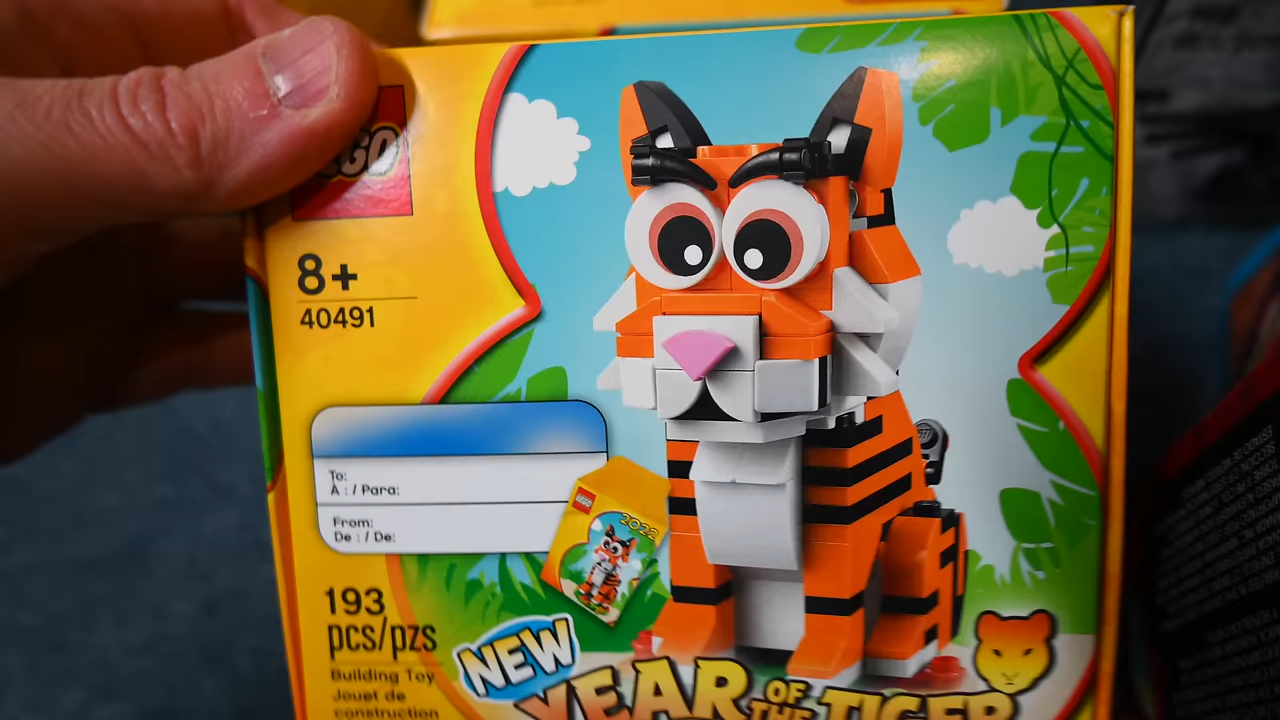 LEGO
8+
40491
To:
À : / Para:
From:
De : / De:
LEGO
2022
193
pcs/pzs
Building Toy
Jouet de
construction
NEW
YEAR OF THE TIGER